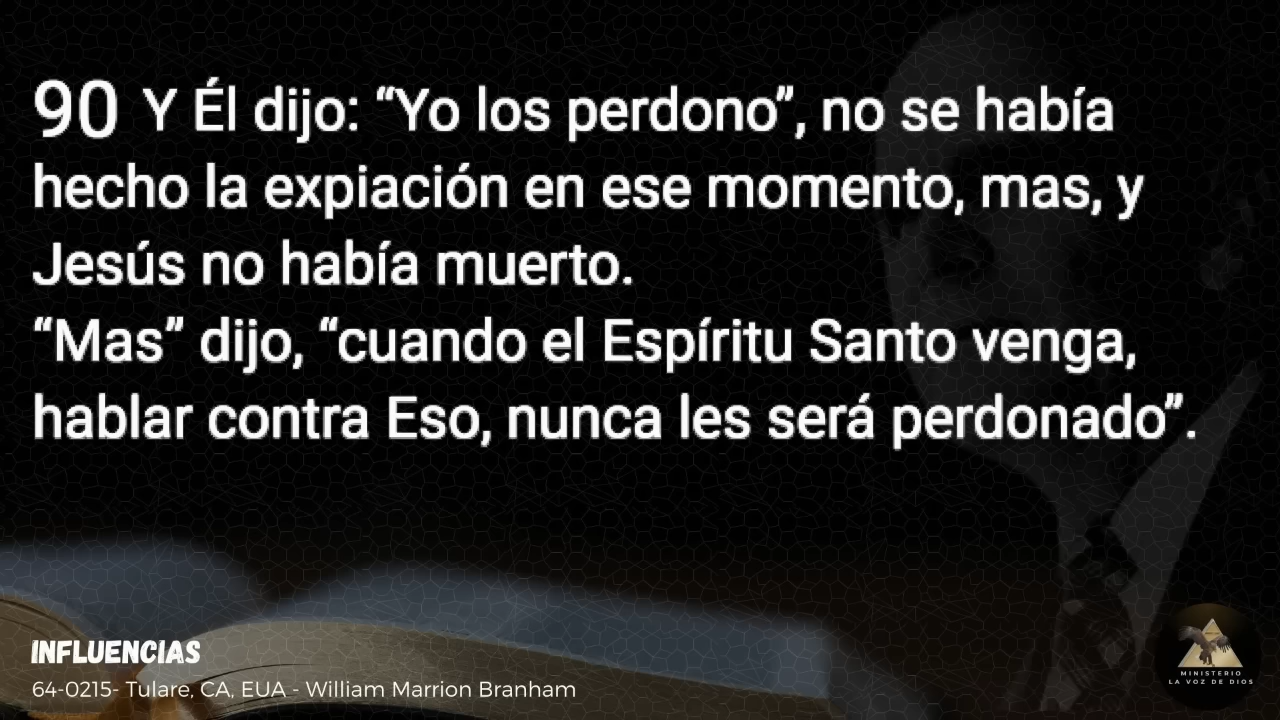 90 Y Él dijo: “Yo los perdono”, no se había
hecho la expiación en ese momento, mas, y
Jesús no había muerto.
“Mas” dijo, “cuando el Espíritu Santo venga,
hablar contra Eso, nunca les será perdonado”.
INFLUENCIAS
64-0215- Tulare, CA, EUA - William Marrion Branham
MINISTERIO
LA VOZ DE DIOS